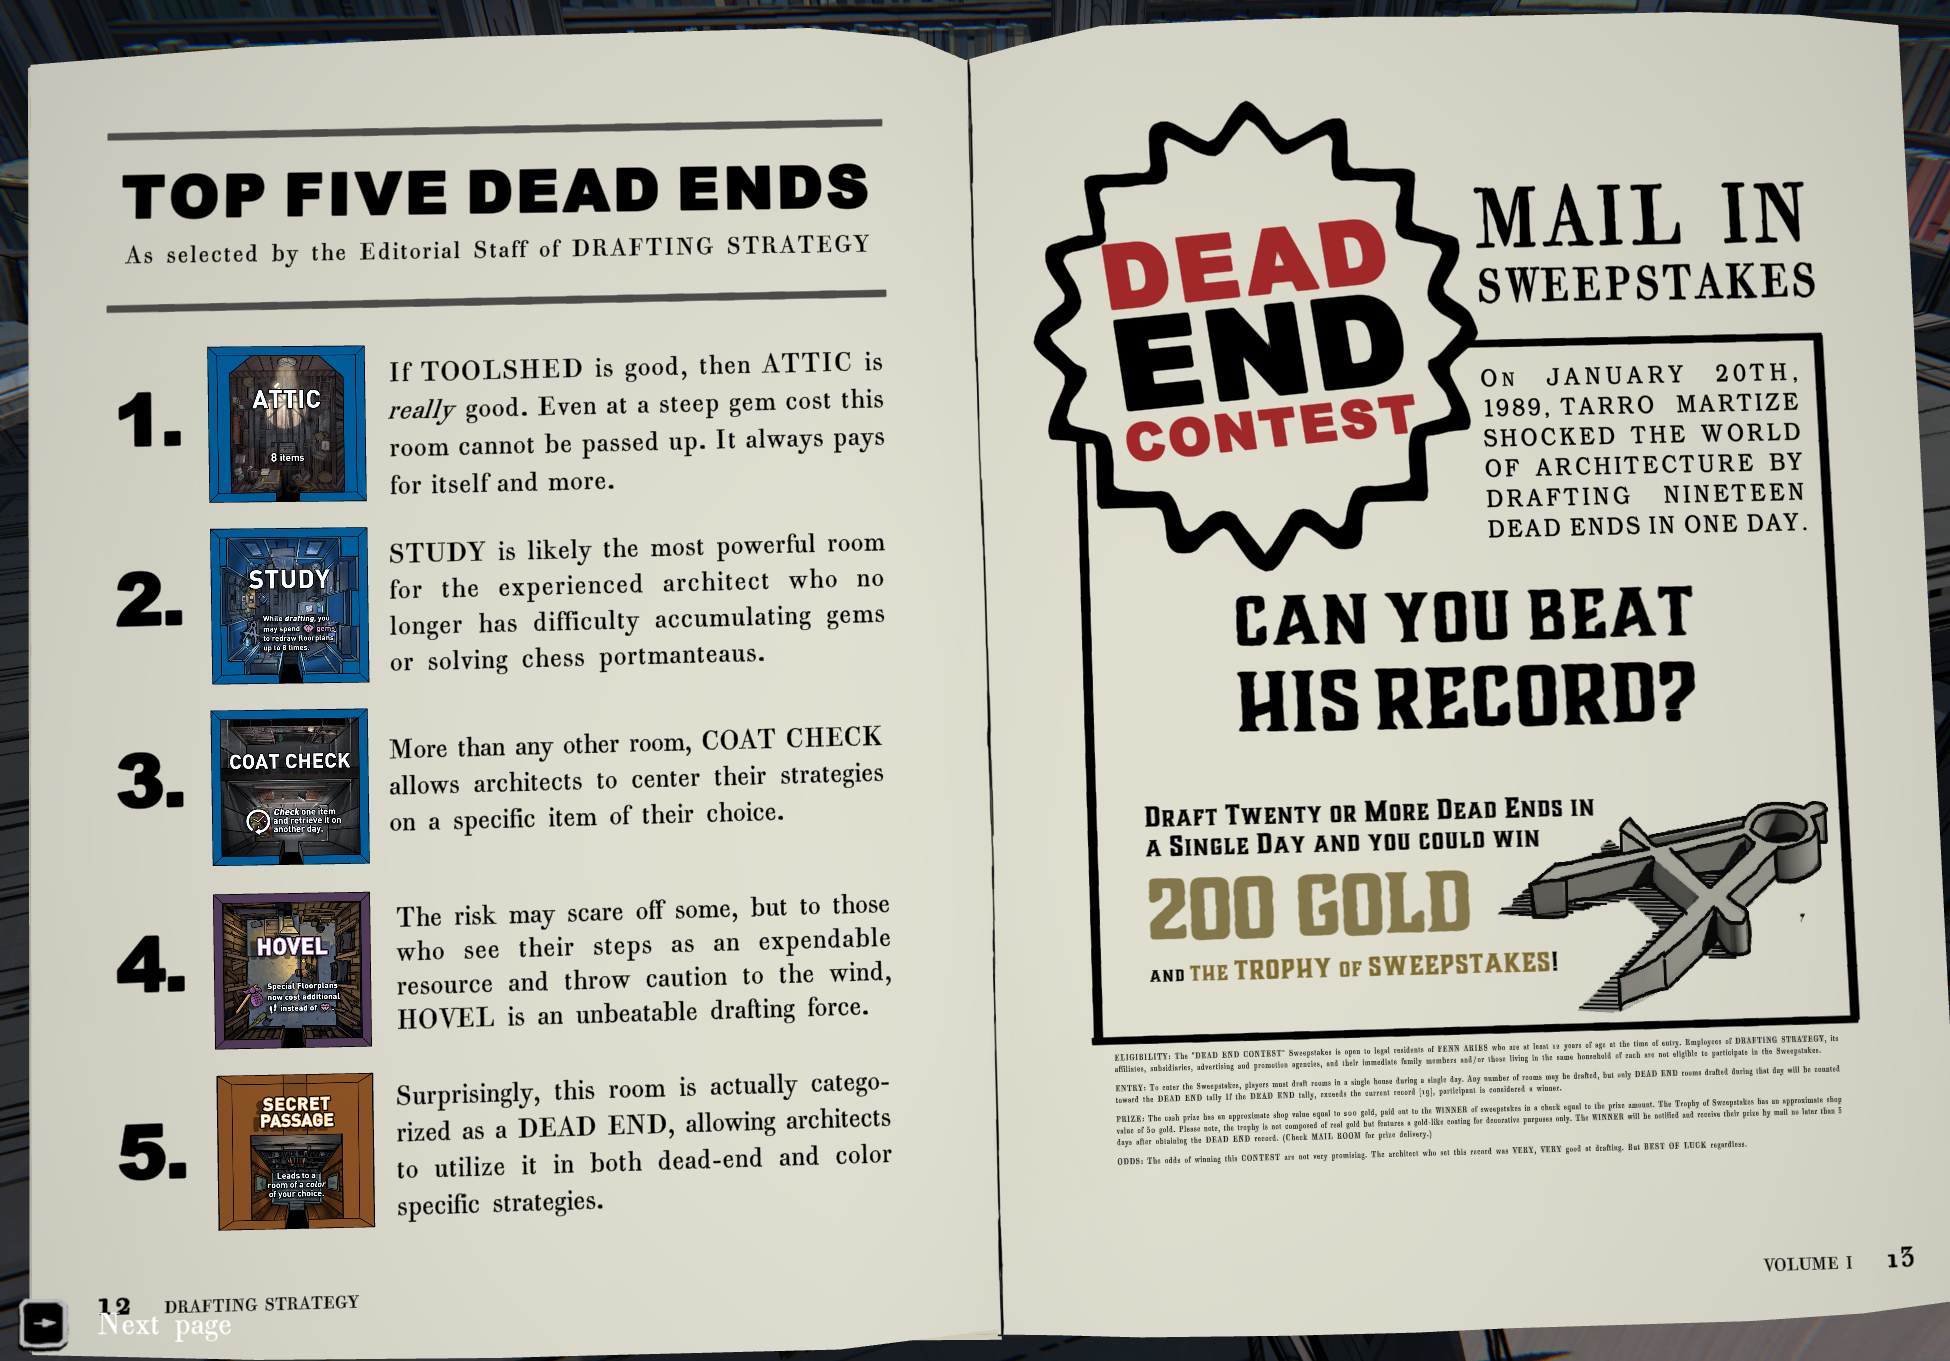 TOP FIVE DEAD ENDS
As selected by the Editorial Staff of DRAFTING STRATEGY
1.
ATTIC
8 items
If TOOLSHED is good, then ATTIC is
really good. Even at a steep gem cost this
room cannot be passed up. It always pays
for itself and more.
2.
STUDY
While drafting, you
may spend gems
to redraw floorplans
up to 8 times.
STUDY is likely the most powerful room
for the experienced architect who no
longer has difficulty accumulating gems
or solving chess portmanteaus.
3.
COAT CHECK
Check one item
and retrieve it on
another day.
More than any other room, COAT CHECK
allows architects to center their strategies
on a specific item of their choice.
4.
HOVEL
Special Floorplans
now cost additional
instead of
The risk may scare off some, but to those
who see their steps as an expendable
resource and throw caution to the wind,
HOVEL is an unbeatable drafting force.
5.
SECRET
PASSAGE
Leads to a
room of a color
of your choice.
Surprisingly, this room is actually catego-
rized as a DEAD END, allowing architects
to utilize it in both dead-end and color
specific strategies.
12 DRAFTING STRATEGY
Next page
DEAD
END
CONTEST
MAIL IN
SWEEPSTAKES
ON JANUARY 20TH,
1989, TARRO MARTIZE
SHOCKED THE WORLD
OF ARCHITECTURE BY
DRAFTING NINETEEN
DEAD ENDS IN ONE DAY.
CAN YOU BEAT
HIS RECORD?
DRAFT TWENTY OR MORE DEAD ENDS IN
A SINGLE DAY AND YOU COULD WIN
200 GOLD
AND THE TROPHY OF SWEEPSTAKES!
ELIGIBILITY: The "DEAD END CONTEST" Sweepstakes is open to legal residents of FENN ARIES who are at least 12 years of age at the time of entry. Employees of DRAFTING STRATEGY, its
affiliates, subsidiaries, advertising and promotion agencies, and their immediate family members and/or those living in the same household of each are not eligible to participate in the Sweepstakes.
ENTRY: To enter the Sweepstakes, players must draft rooms in a single house during a single day. Any number of rooms may be drafted, but only DEAD END rooms drafted during that day will be counted
toward the DEAD END tally If the DEAD END tally, exceeds the current record [19], participant is considered a winner.
PRIZE: The cash prize has an approximate shop value equal to 200 gold, paid out to the WINNER of sweepstakes in a check equal to the prize amount. The Trophy of Sweepstakes has an approximate shop
value of 50 gold. Please note, the trophy is not composed of real gold but features a gold-like coating for decorative purposes only. The WINNER will be notified and receive their prize by mail no later than 5
days after obtaining the DEAD END record. (Check MAIL ROOM for prize delivery.)
ODDS: The odds of winning this CONTEST are not very promising. The architect who set this record was VERY, VERY good at drafting. But BEST OF LUCK regardless.
VOLUME I 13